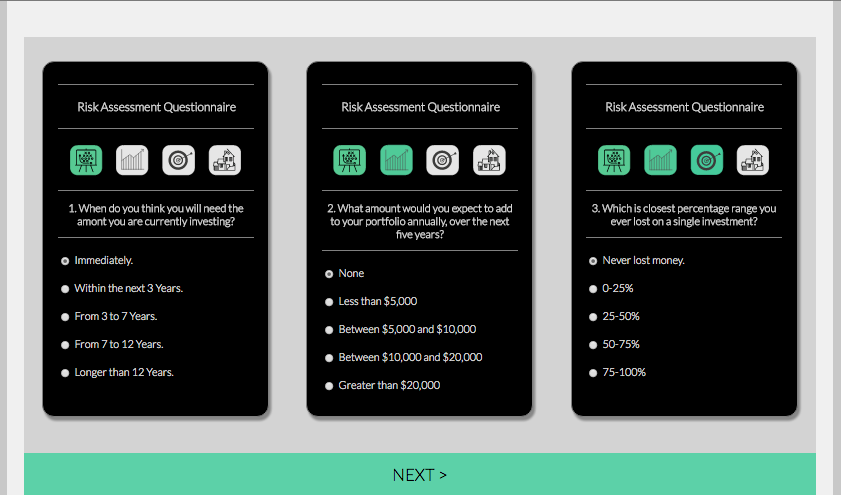 Risk Assessment Questionnaire
1. When do you think you will need the
amont you are currently investing?
Immediately.
Within the next 3 Years.
From 3 to 7 Years.
From 7 to 12 Years.
Longer than 12 Years.
Risk Assessment Questionnaire
2. What amount would you expect to add
to your portfolio annually, over the next
five years?
None
Less than $5,000
Between $5,000 and $10,000
Between $10,000 and $20,000
Greater than $20,000
Risk Assessment Questionnaire
3. Which is closest percentage range you
ever lost on a single investment?
Never lost money.
0-25%
25-50%
50-75%
75-100%
NEXT >